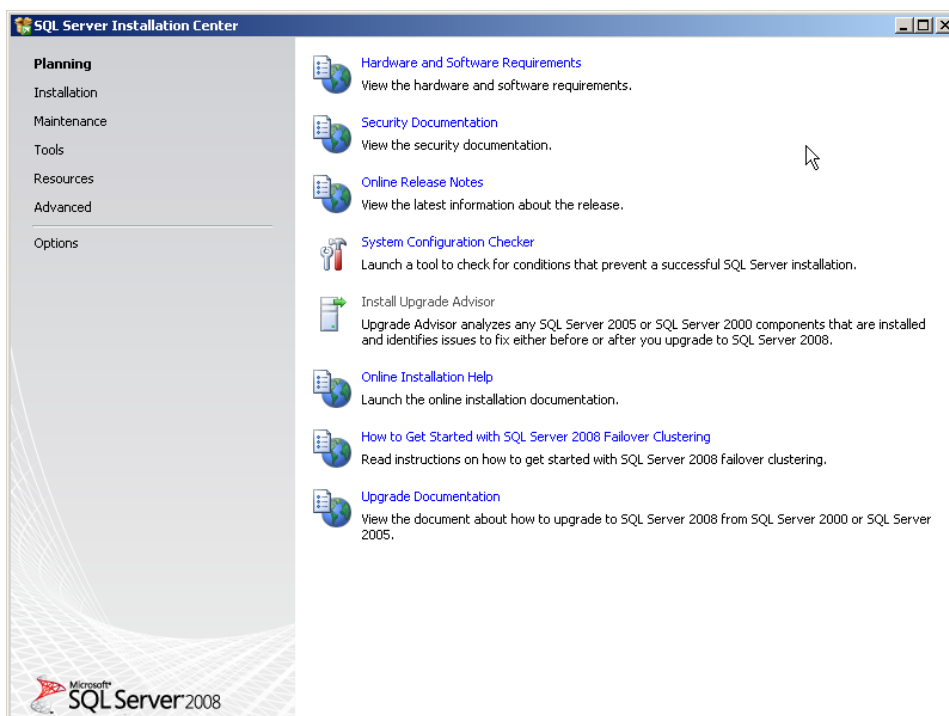 SQL Server Installation Center
Planning
Installation
Maintenance
Tools
Resources
Advanced
Options
Hardware and Software Requirements
View the hardware and software requirements.
Security Documentation
View the security documentation.
Online Release Notes
View the latest information about the release.
System Configuration Checker
Launch a tool to check for conditions that prevent a successful SQL Server installation.
Install Upgrade Advisor
Upgrade Advisor analyzes any SQL Server 2005 or SQL Server 2000 components that are installed
and identifies issues to fix either before or after you upgrade to SQL Server 2008.
Online Installation Help
Launch the online installation documentation.
How to Get Started with SQL Server 2008 Failover Clustering
Read instructions on how to get started with SQL Server 2008 failover clustering.
Upgrade Documentation
View the document about how to upgrade to SQL Server 2008 from SQL Server 2000 or SQL Server
2005.
Microsoft
SQL Server 2008